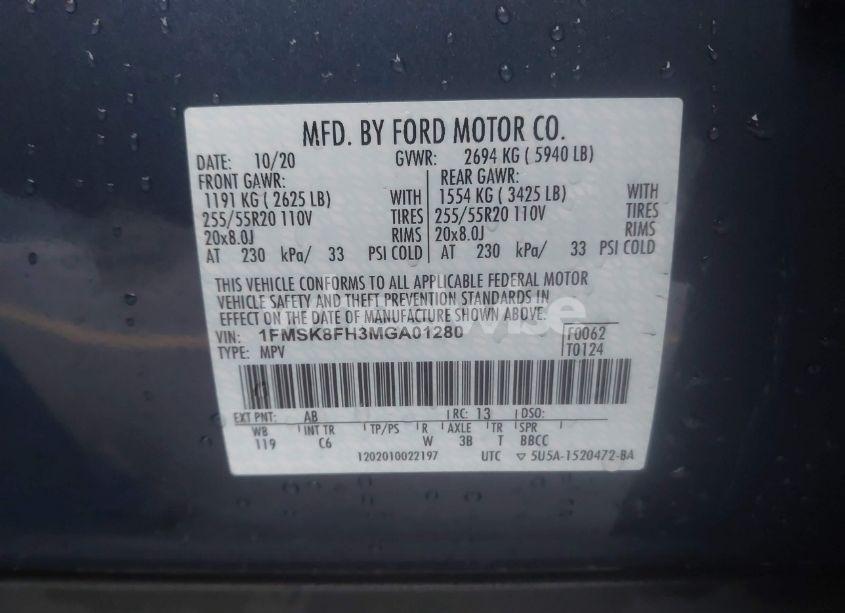 MFD. BY FORD MOTOR CO.
DATE: 10/20 GVWR: 2694 KG ( 5940 LB)
FRONT GAWR: REAR GAWR:
1191 KG ( 2625 LB) WITH 1554 KG ( 3425 LB) WITH
255/55R20 110V TIRES 255/55R20 110V TIRES
20x8.0J RIMS 20x8.0J RIMS
AT 230 kPa/ 33 PSI COLD AT 230 kPa/ 33 PSI COLD
THIS VEHICLE CONFORMS TO ALL APPLICABLE FEDERAL MOTOR
VEHICLE SAFETY AND THEFT PREVENTION STANDARDS IN
EFFECT ON THE DATE OF MANUFACTURE SHOWN ABOVE.
VIN: 1FMSK8FH3MGA01280 F0062
TYPE: MPV T0124
EXT PNT: AB RC: 13 DSO:
WB INT TR TP/PS R AXLE TR SPR
119 C6 W 3B T BBCC
1202010022197 UTC ▽ 5U5A-1520472-BA